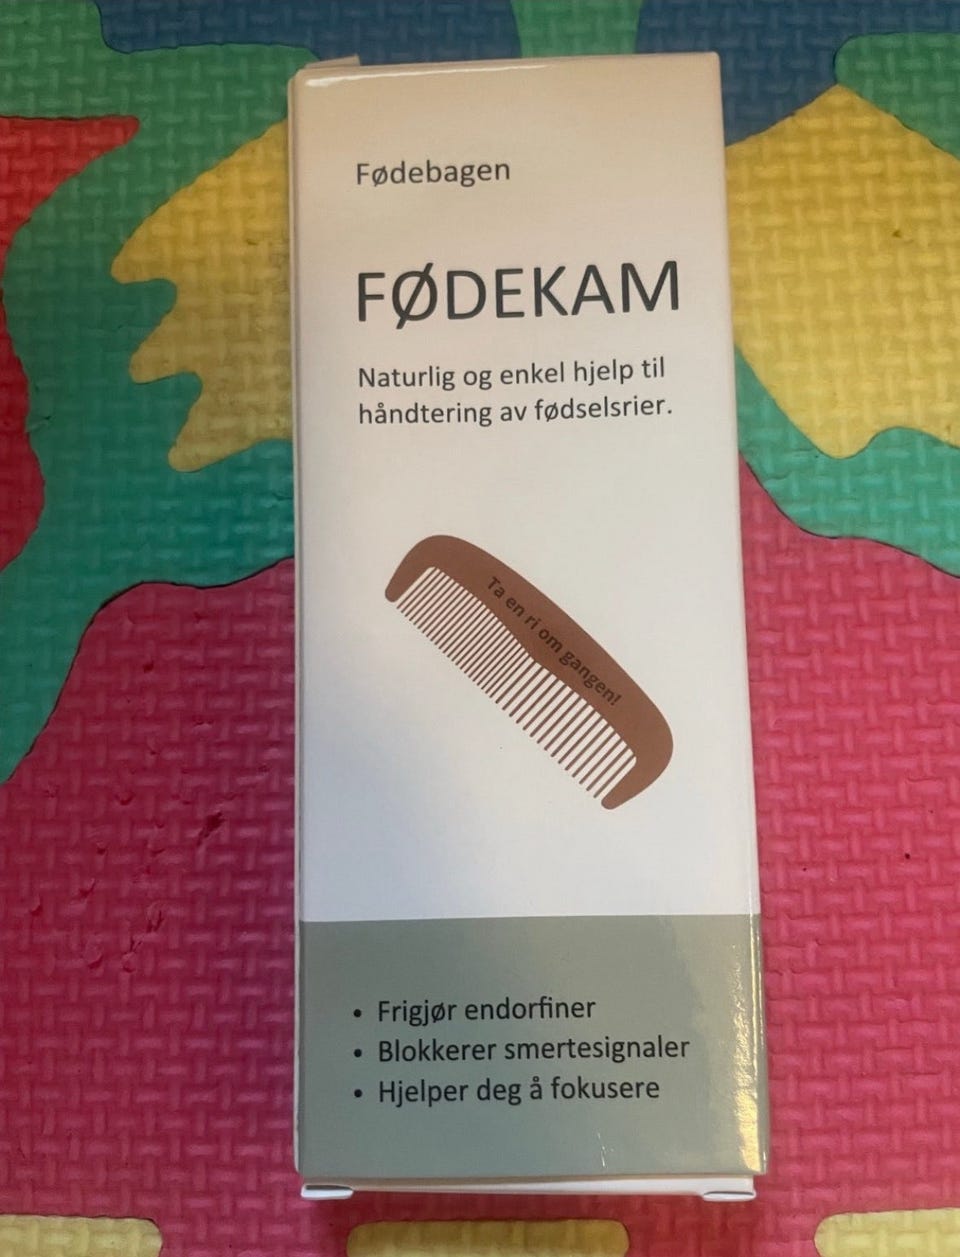 Fødebagen
FØDEKAM
Naturlig og enkel hjelp til
håndtering av fødselsrier.
Ta en ri om gangen!
• Frigjør endorfiner
• Blokkerer smertesignaler
• Hjelper deg å fokusere